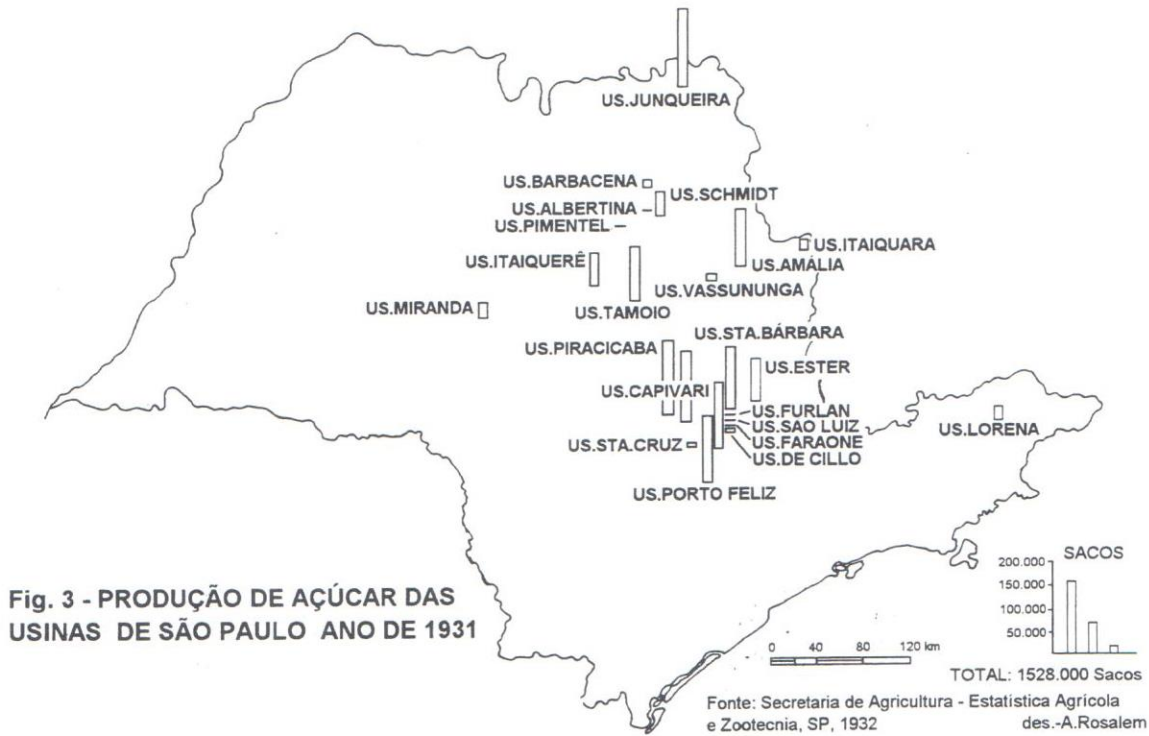 US.JUNQUEIRA
US.BARBACENA
US.SCHMIDT
US.ALBERTINA
US.PIMENTEL
US.ITAIQUARA
US.ITAIQUERÊ
US.AMÁLIA
US.VASSUNUNGA
US.MIRANDA
US.TAMOIO
US.STA.BÁRBARA
US.PIRACICABA
US.ESTER
US.CAPIVARI
US.FURLAN
US.SAO LUIZ
US.LORENA
US.STA.CRUZ
US.FARAONE
US.DE CILLO
US.PORTO FELIZ
SACOS
200.000
150.000
100.000
50.000
Fig. 3 - PRODUÇÃO DE AÇÚCAR DAS
USINAS DE SÃO PAULO ANO DE 1931
0 40 80 120 km
TOTAL: 1528.000 Sacos
Fonte: Secretaria de Agricultura - Estatística Agrícola
e Zootecnia, SP, 1932 des.-A.Rosalem